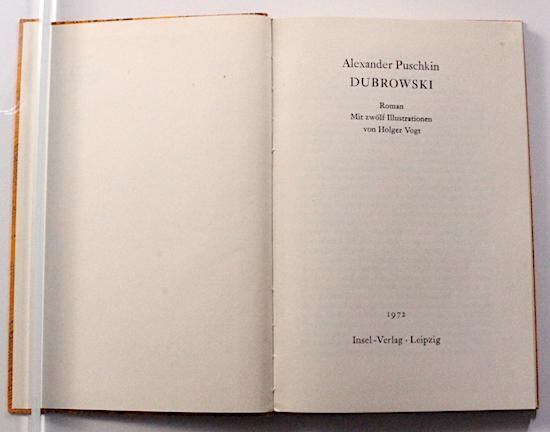 Alexander Puschkin
DUBROWSKI
Roman
Mit zwölf Illustrationen
von Holger Vogt
1972
Insel-Verlag · Leipzig